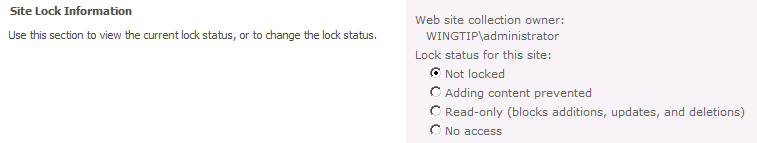 Site Lock Information
Use this section to view the current lock status, or to change the lock status.
Web site collection owner:
WINGTIP\administrator
Lock status for this site:
Not locked
Adding content prevented
Read-only (blocks additions, updates, and deletions)
No access